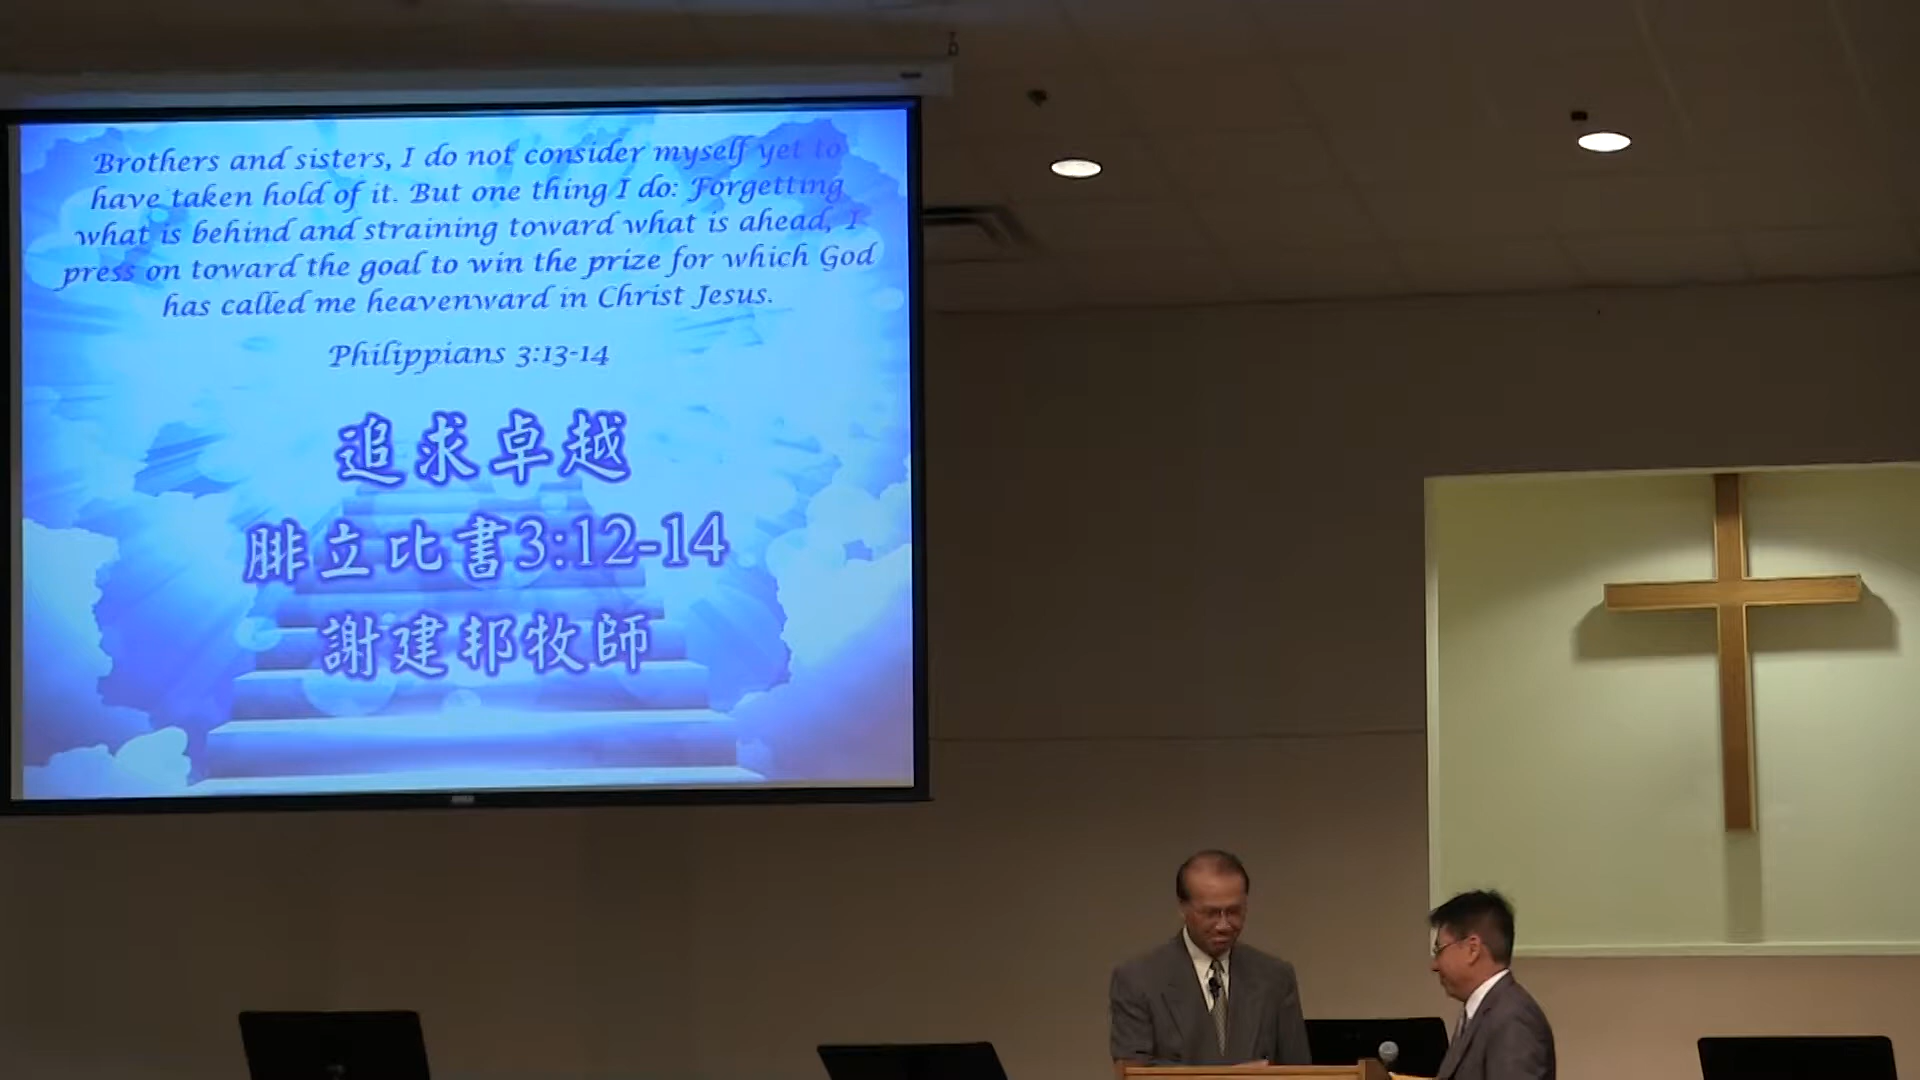 Brothers and sisters, I do not consider myself yet to
have taken hold of it. But one thing I do: Forgetting
what is behind and straining toward what is ahead, I
press on toward the goal to win the prize for which God
has called me heavenward in Christ Jesus.
Philippians 3:13-14
追求卓越
腓立比書3:12-14
謝建邦牧師